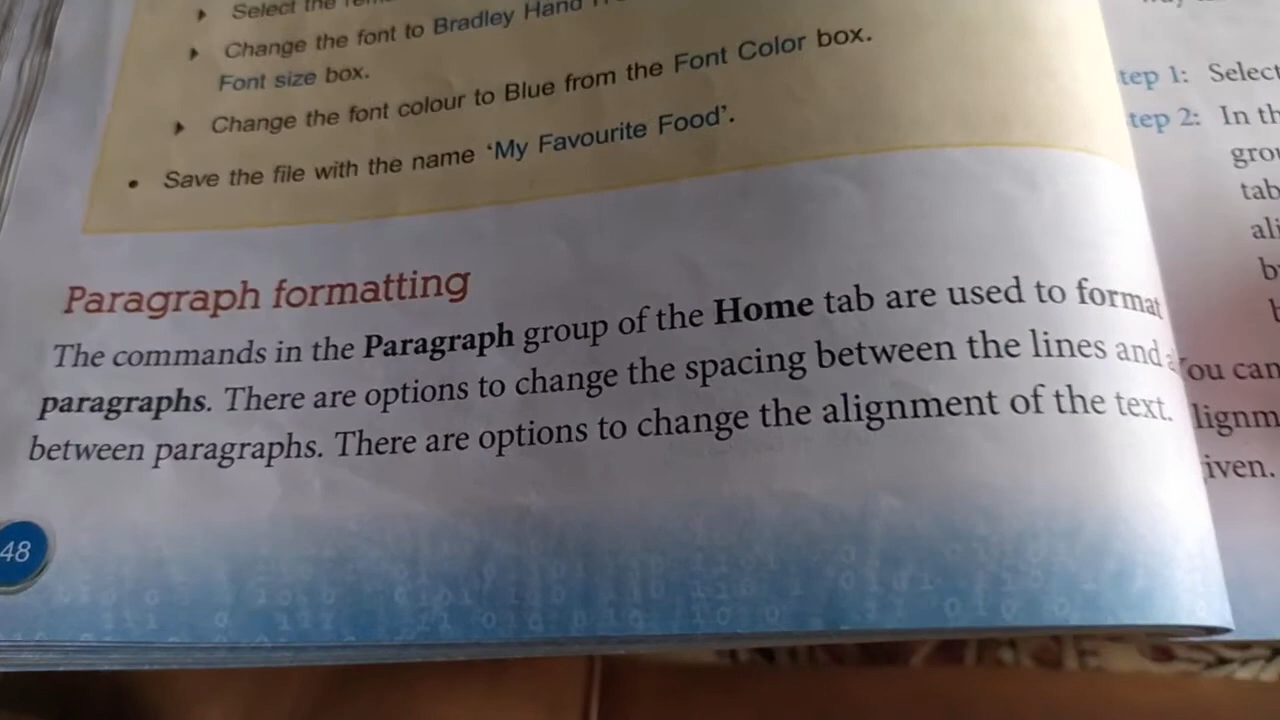 Select the
Change the font to Bradley Hand
Font size box.
Change the font colour to Blue from the Font Color box.
• Save the file with the name ‘My Favourite Food’.
Paragraph formatting
The commands in the Paragraph group of the Home tab are used to format
paragraphs. There are options to change the spacing between the lines and
between paragraphs. There are options to change the alignment of the text.
48
tep 1: Select
tep 2: In th
grou
tab
ali
ou can
lignm
iven.